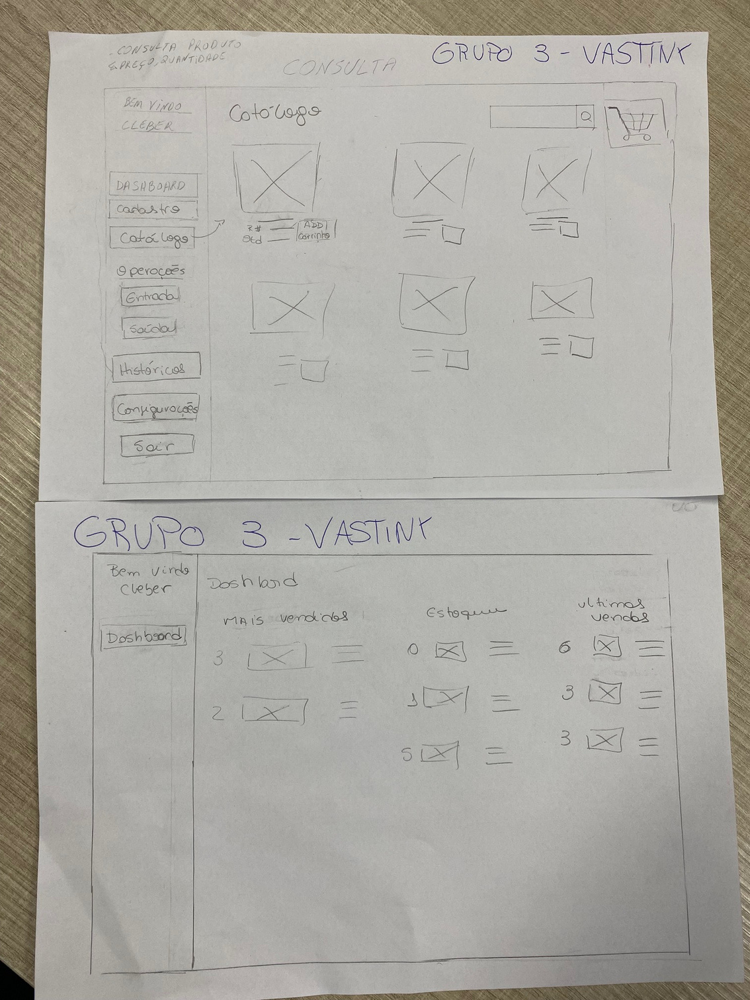 - CONSULTA PRODUTO
& PREÇO, QUANTIDADE
CONSULTA
GRUPO 3 - VASTINY
BEM VINDO
CLEBER
DASHBOARD
Cadastro
Catálogo
Operações
Entrada
Saída
Históricos
Configurações
Sair
Catálogo
R$
Qtd
ADD
Carrinho
GRUPO 3 - VASTINY
Bem vindo
Cleber
Dashboard
Dashbord
MAIS vendidos
3
2
Estoque
0
1
5
ultimas
vendas
6
3
3